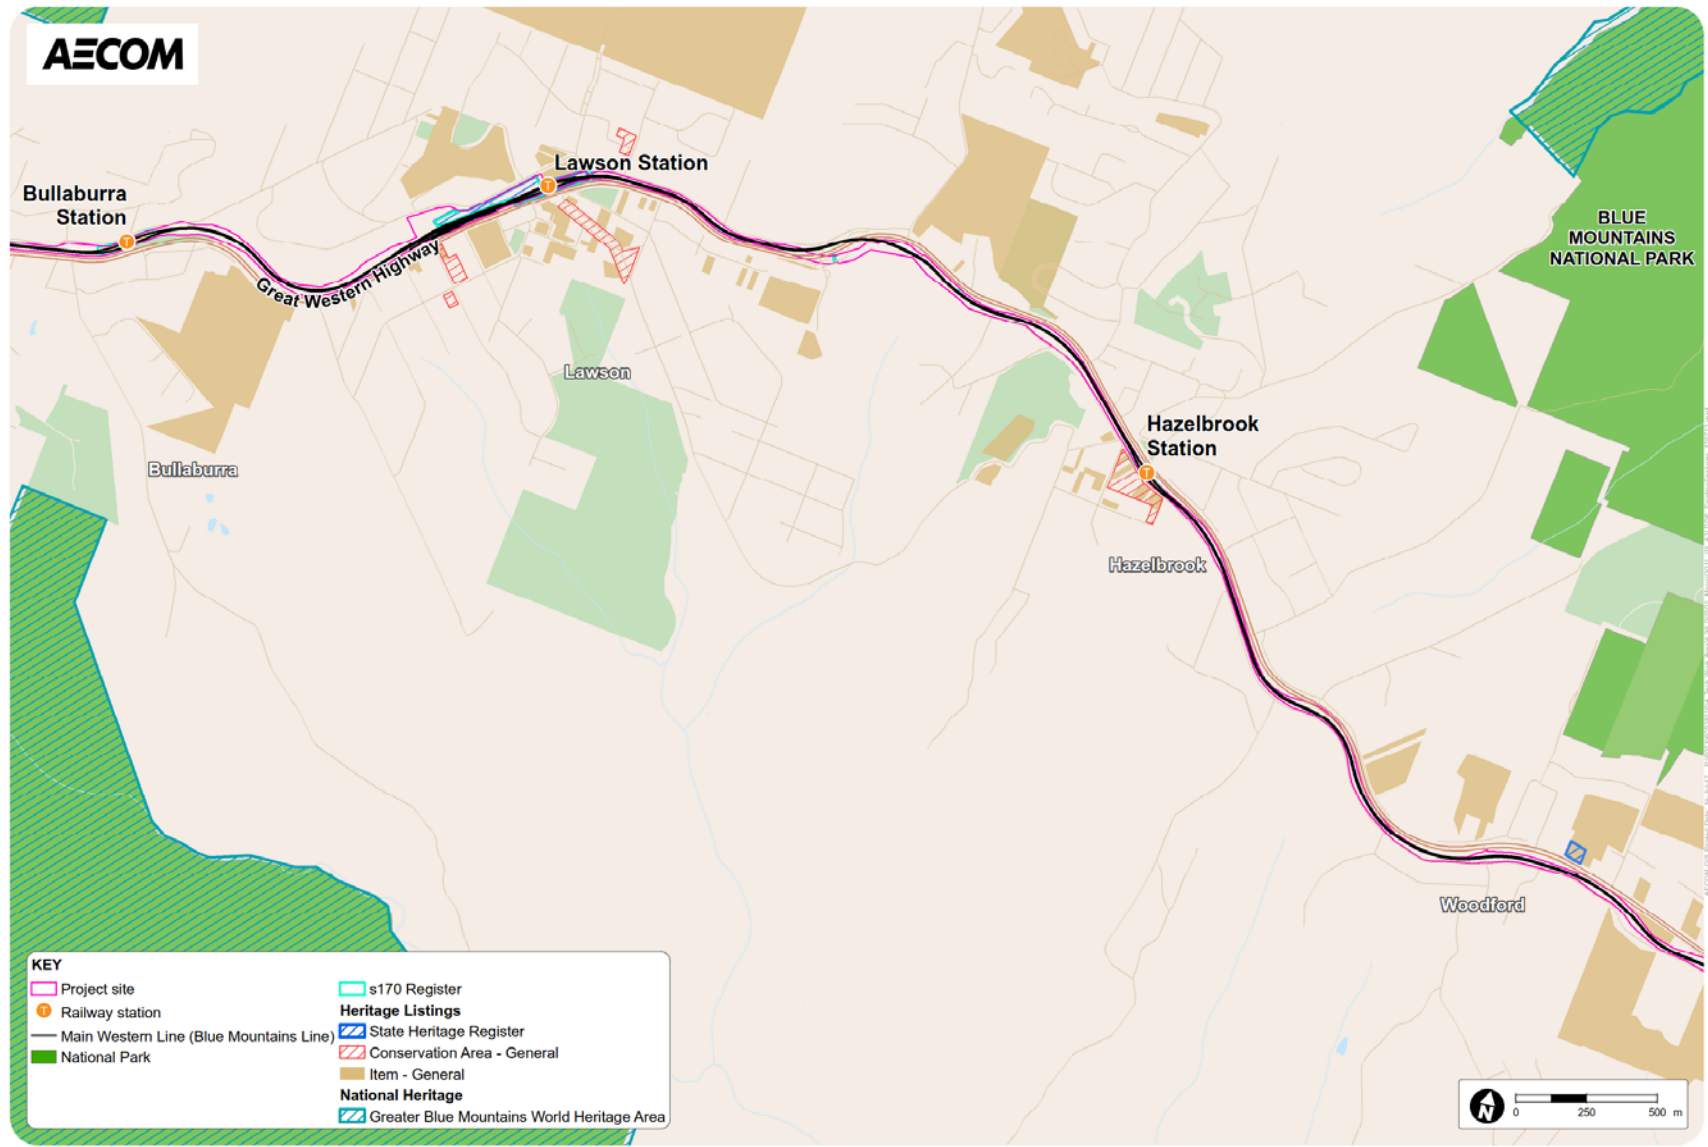 AECOM
Bullaburra
Station
Lawson Station
Great Western Highway
BLUE
MOUNTAINS
NATIONAL PARK
Lawson
Hazelbrook
Station
Bullaburra
Hazelbrook
Woodford
KEY
Project site
T Railway station
Main Western Line (Blue Mountains Line)
National Park
s170 Register
Heritage Listings
State Heritage Register
Conservation Area - General
Item - General
National Heritage
Greater Blue Mountains World Heritage Area
N
0 250 500 m